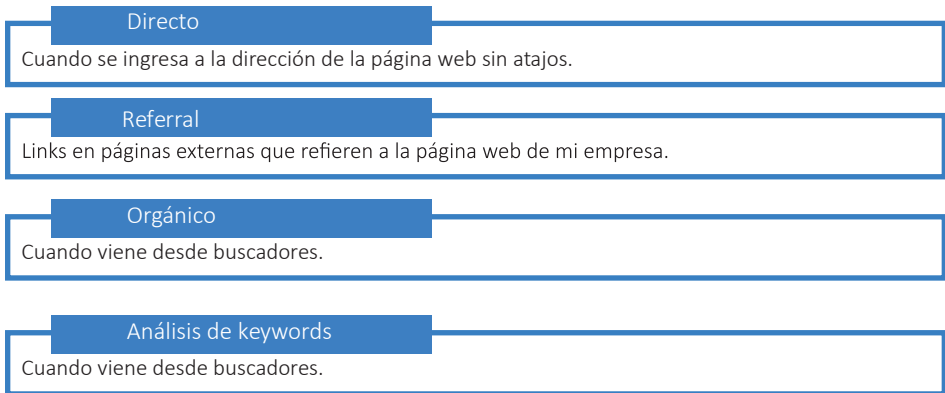 Directo
Cuando se ingresa a la dirección de la página web sin atajos.
Referral
Links en páginas externas que refieren a la página web de mi empresa.
Orgánico
Cuando viene desde buscadores.
Análisis de keywords
Cuando viene desde buscadores.